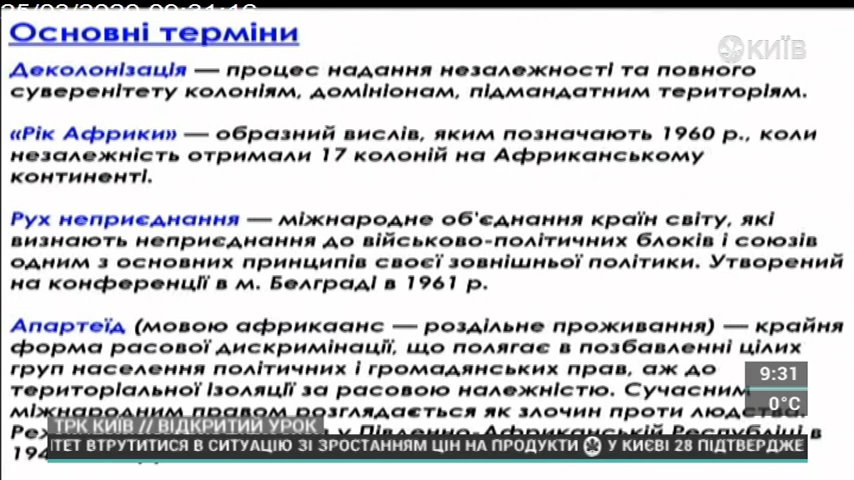 Основні терміни
КИЇВ
Деколонізація — процес надання незалежності та повного
суверенітету колоніям, домініонам, підмандатним територіям.
«Рік Африки» — образний вислів, яким позначають 1960 р., коли
незалежність отримали 17 колоній на Африканському
континенті.
Рух неприєднання — міжнародне об'єднання країн світу, які
визнають неприєднання до військово-політичних блоків і союзів
одним з основних принципів своєї зовнішньої політики. Утворений
на конференції в м. Белграді в 1961 р.
Апартеїд (мовою африкаанс — роздільне проживання) — крайня
форма расової дискримінації, що полягає в позбавленні цілих
груп населення політичних і громадянських прав, аж до
територіальної ізоляції за расовою належністю. Сучасним
міжнародним правом розглядається як злочин проти людства.
у Південно-Африканській Республіці в
9:31
0°C
ТРК КИЇВ // ВІДКРИТИЙ УРОК
ІТЕТ ВТРУТИТИСЯ В СИТУАЦІЮ ЗІ ЗРОСТАННЯМ ЦІН НА ПРОДУКТИ У КИЄВІ 28 ПІДТВЕРДЖЕ